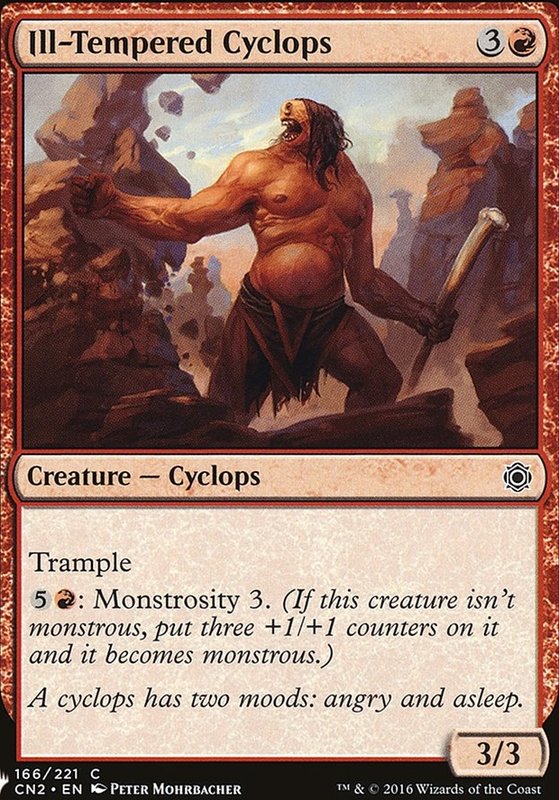 Ill-Tempered Cyclops 3
Creature — Cyclops
Trample
5: Monstrosity 3. (If this creature isn't
monstrous, put three +1/+1 counters on it
and it becomes monstrous.)
A cyclops has two moods: angry and asleep.
3/3
166/221 C
CN2 • EN Peter Mohrbacher
™ & © 2016 Wizards of the Coast